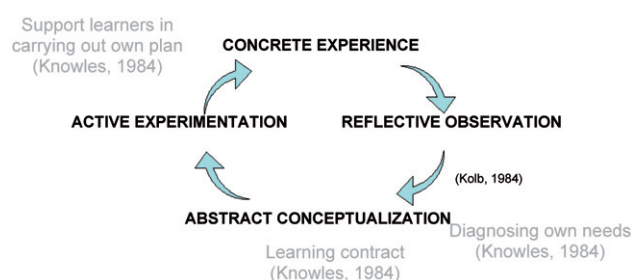 Support learners in
carrying out own plan
(Knowles, 1984)
CONCRETE EXPERIENCE
ACTIVE EXPERIMENTATION
REFLECTIVE OBSERVATION
(Kolb, 1984)
ABSTRACT CONCEPTUALIZATION
Diagnosing own needs
(Knowles, 1984)
Learning contract
(Knowles, 1984)